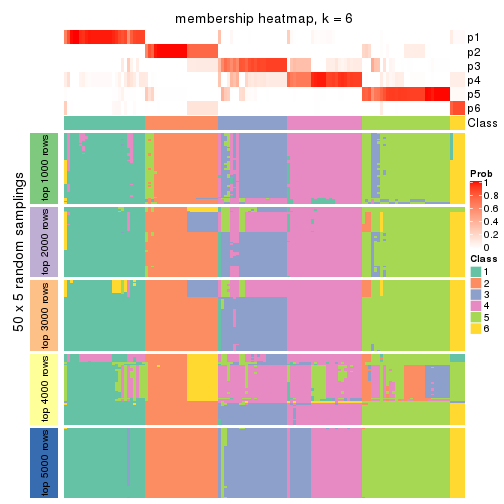 membership heatmap, k = 6
p1
p2
p3
p4
p5
p6
Class
50 x 5 random samplings
top 1000 rows
top 2000 rows
top 3000 rows
top 4000 rows
top 5000 rows
Prob
1
0.8
0.6
0.4
0.2
0
Class
1
2
3
4
5
6